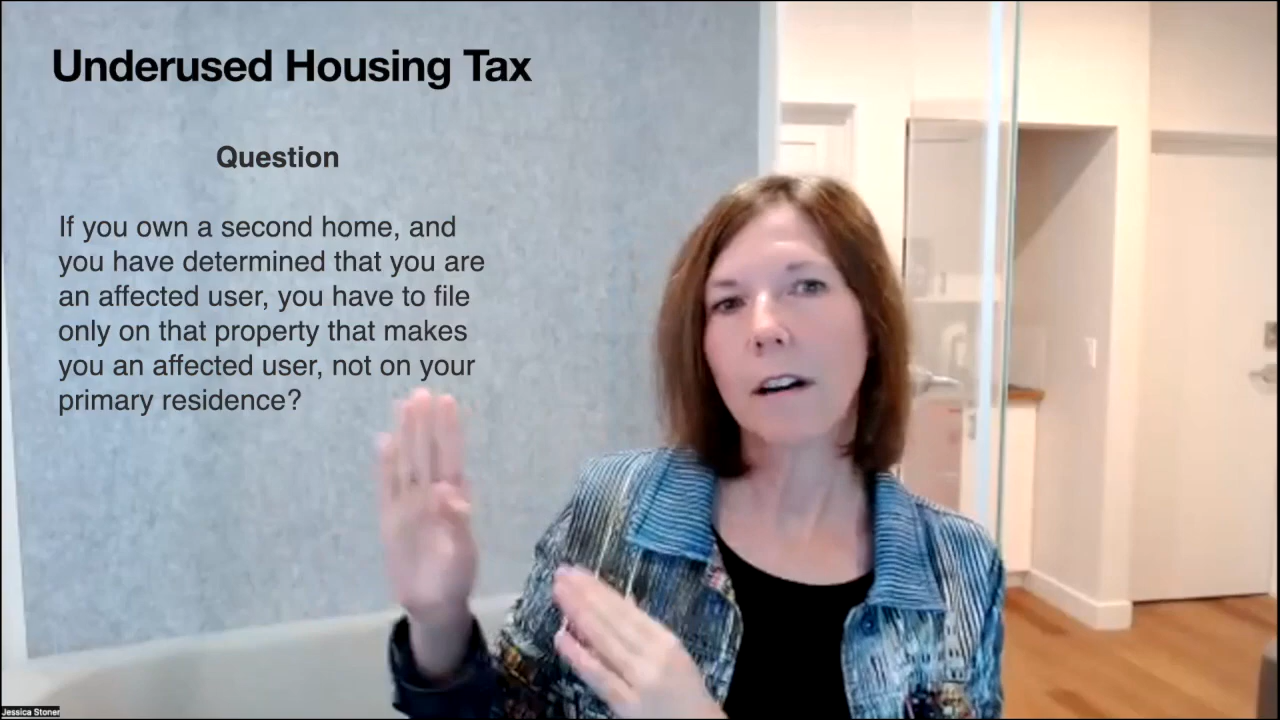 Underused Housing Tax
Question
If you own a second home, and
you have determined that you are
an affected user, you have to file
only on that property that makes
you an affected user, not on your
primary residence?
Jessica Stoner